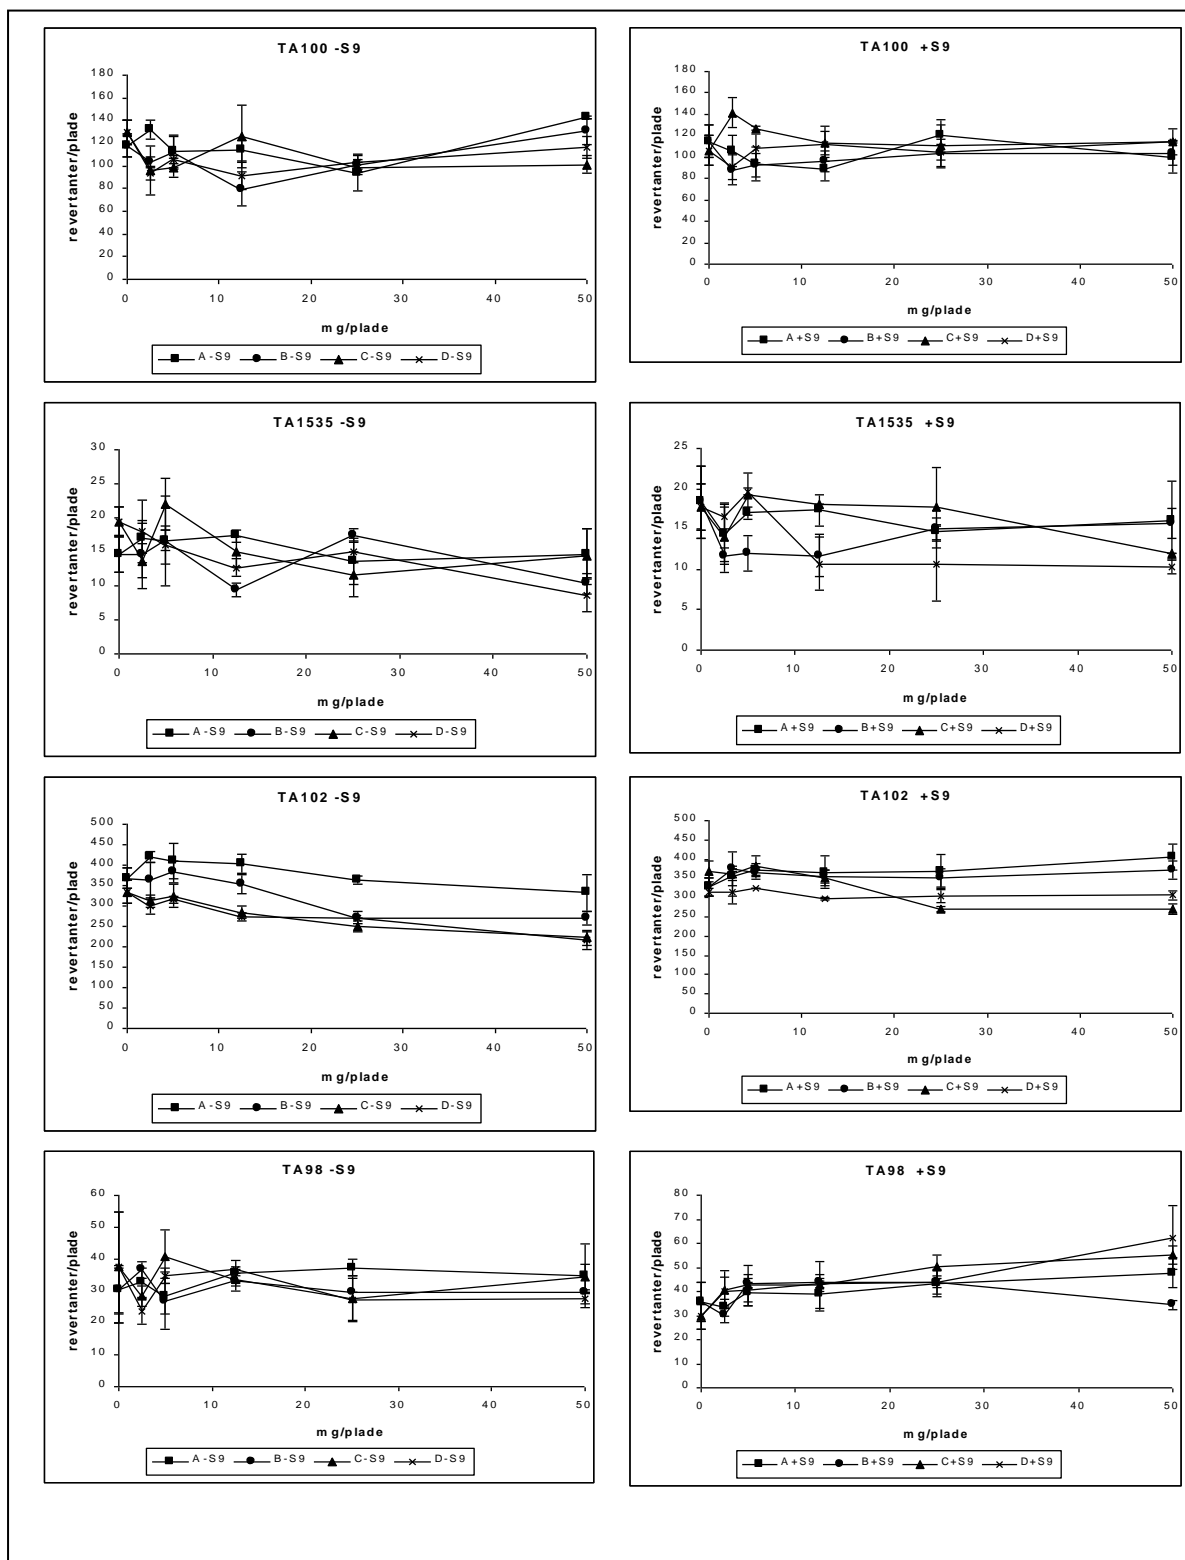 TA100 -S9
180
160
140
120
100
80
60
40
20
0
revertanter/plade
0 10 20 30 40 50
mg/plade
A-S9 B-S9 C-S9 D-S9
TA100 +S9
180
160
140
120
100
80
60
40
20
0
revertanter/plade
0 10 20 30 40 50
mg/plade
A+S9 B+S9 C+S9 D+S9
TA1535 -S9
30
25
20
15
10
5
0
revertanter/plade
0 10 20 30 40 50
mg/plade
A-S9 B-S9 C-S9 D-S9
TA1535 +S9
25
20
15
10
5
0
revertanter/plade
0 10 20 30 40 50
mg/plade
A+S9 B+S9 C+S9 D+S9
TA102 -S9
500
450
400
350
300
250
200
150
100
50
0
revertanter/plade
0 10 20 30 40 50
mg/plade
A-S9 B-S9 C-S9 D-S9
TA102 +S9
500
450
400
350
300
250
200
150
100
50
0
revertanter/plade
0 10 20 30 40 50
mg/plade
A+S9 B+S9 C+S9 D+S9
TA98 -S9
60
50
40
30
20
10
0
revertanter/plade
0 10 20 30 40 50
mg/plade
A-S9 B-S9 C-S9 D-S9
TA98 +S9
80
70
60
50
40
30
20
10
0
revertanter/plade
0 10 20 30 40 50
mg/plade
A+S9 B+S9 C+S9 D+S9